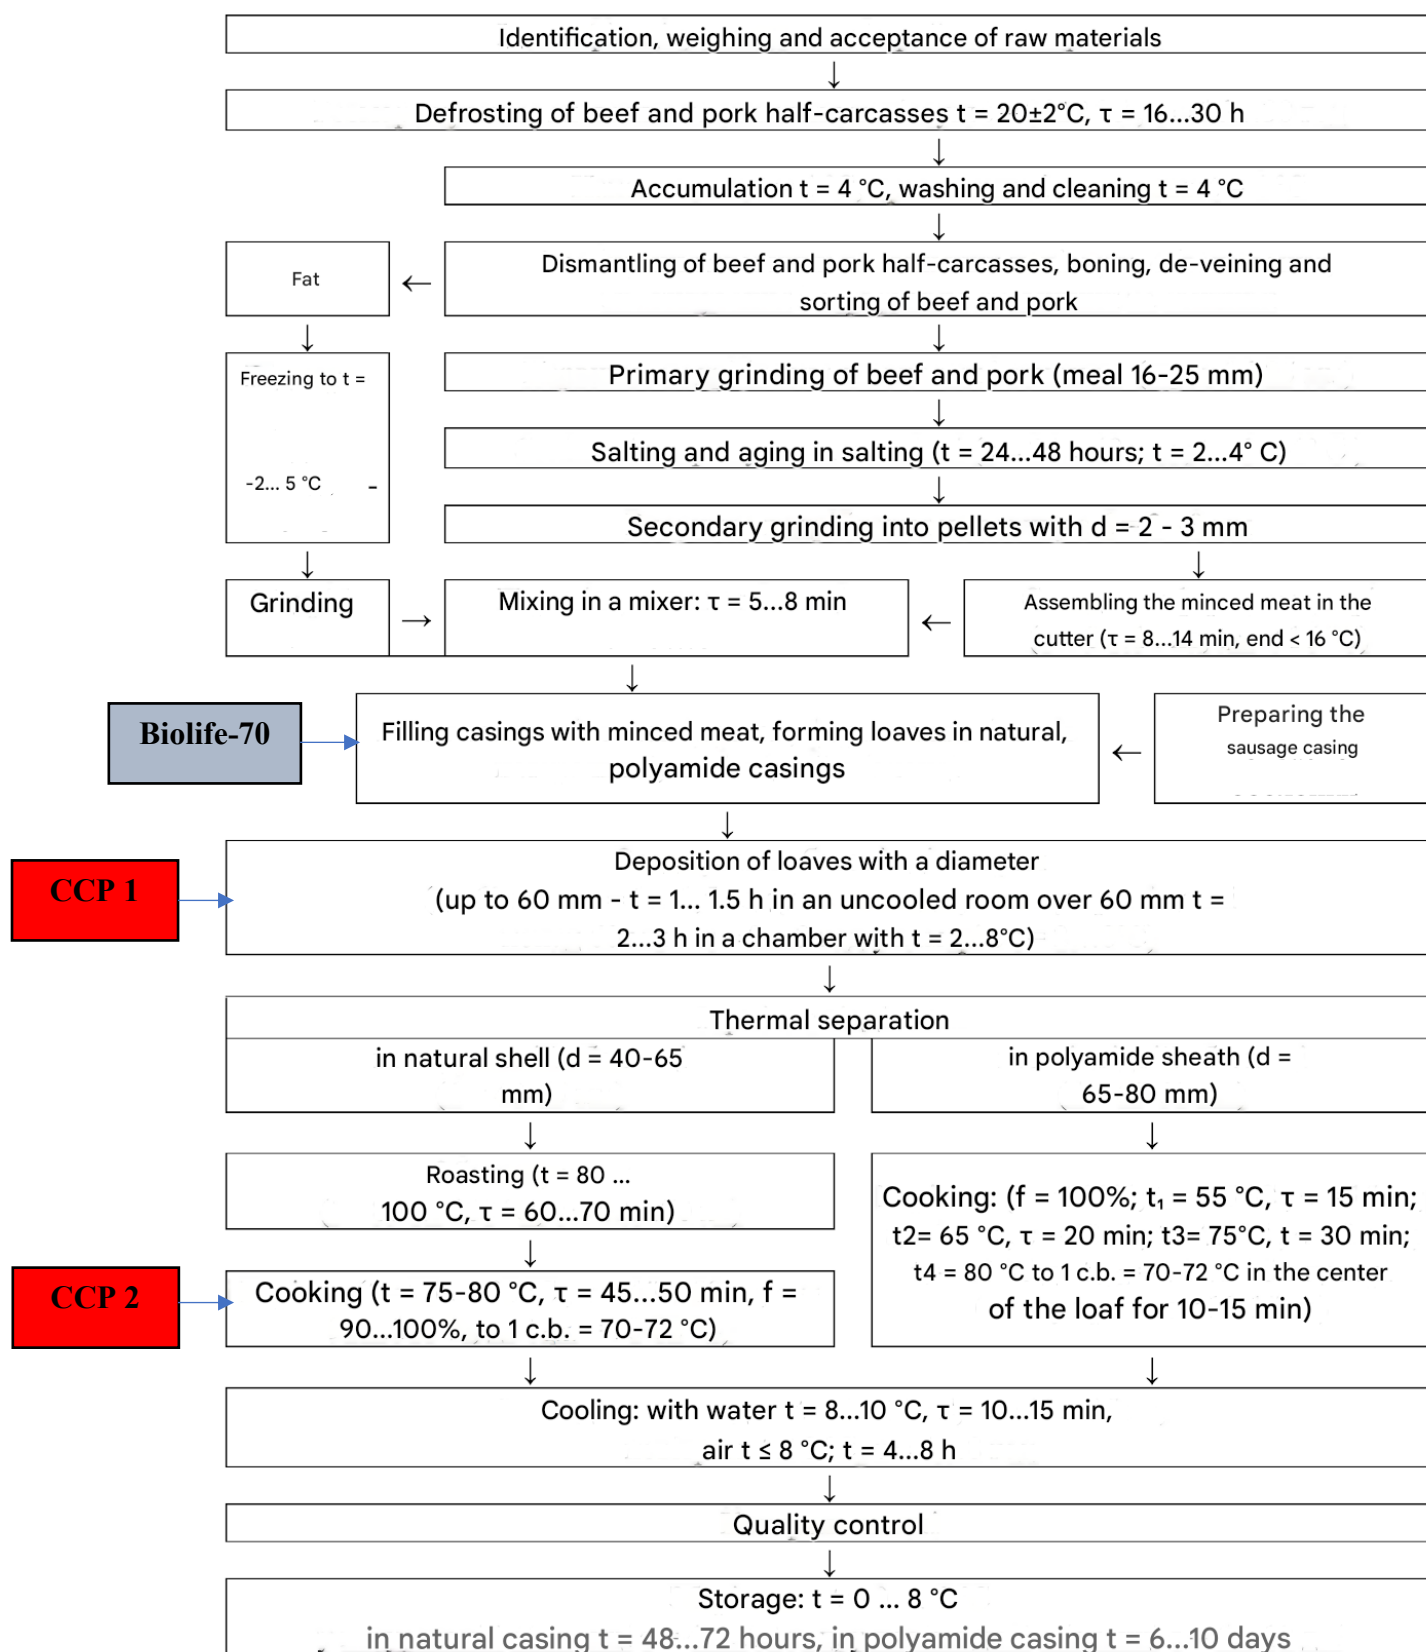 Identification, weighing and acceptance of raw materials
Defrosting of beef and pork half-carcasses t = 20±2°C, τ = 16...30 h
Accumulation t = 4 °C, washing and cleaning t = 4 °C
Fat
Dismantling of beef and pork half-carcasses, boning, de-veining and
sorting of beef and pork
Freezing to t =
-2... 5 °C -
Primary grinding of beef and pork (meal 16-25 mm)
Salting and aging in salting (t = 24...48 hours; t = 2...4° C)
Secondary grinding into pellets with d = 2 - 3 mm
Grinding
Mixing in a mixer: τ = 5...8 min
Assembling the minced meat in the
cutter (τ = 8...14 min, end < 16 °C)
Biolife-70
Filling casings with minced meat, forming loaves in natural,
polyamide casings
Preparing the
sausage casing
CCP 1
Deposition of loaves with a diameter
(up to 60 mm - t = 1... 1.5 h in an uncooled room over 60 mm t =
2...3 h in a chamber with t = 2...8°C)
Thermal separation
in natural shell (d = 40-65
mm)
in polyamide sheath (d =
65-80 mm)
Roasting (t = 80 ...
100 °C, τ = 60...70 min)
CCP 2
Cooking (t = 75-80 °C, τ = 45...50 min, f =
90...100%, to 1 c.b. = 70-72 °C)
Cooking: (f = 100%; t₁ = 55 °C, τ = 15 min;
t2= 65 °C, τ = 20 min; t3= 75°C, t = 30 min;
t4 = 80 °C to 1 c.b. = 70-72 °C in the center
of the loaf for 10-15 min)
Cooling: with water t = 8...10 °C, τ = 10...15 min,
air t ≤ 8 °C; t = 4...8 h
Quality control
Storage: t = 0 ... 8 °C
in natural casing t = 48...72 hours, in polyamide casing t = 6...10 days